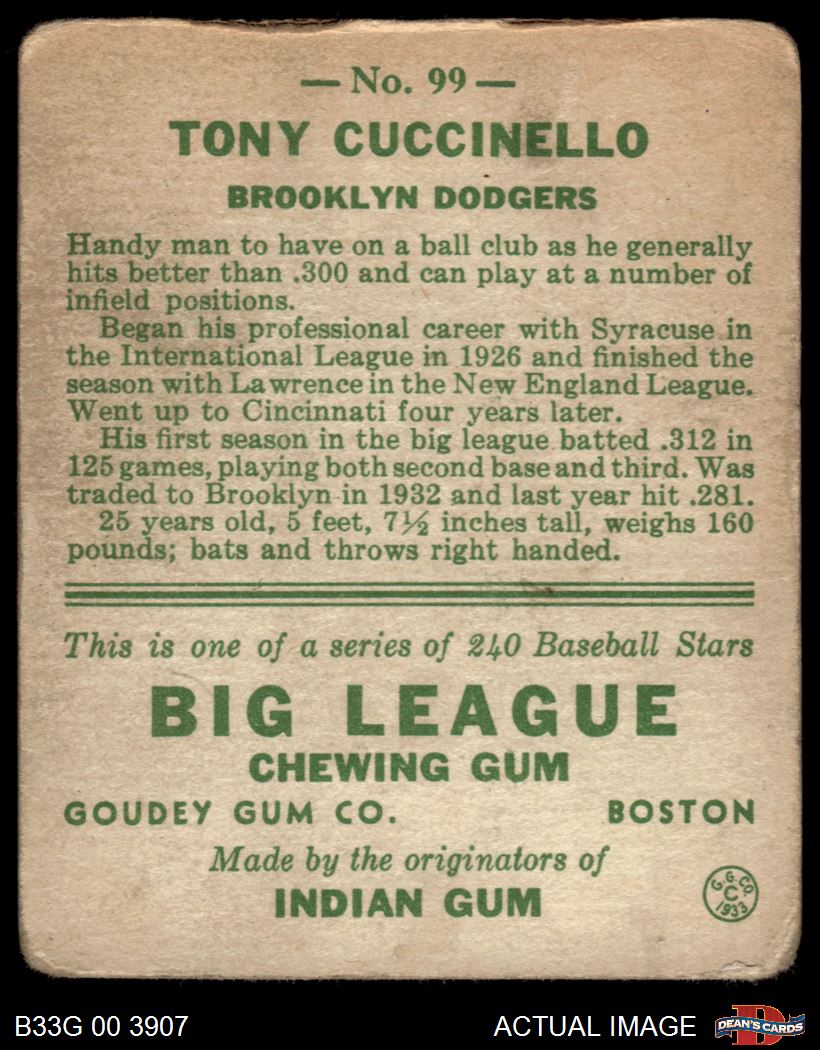 — No. 99 —
TONY CUCCINELLO
BROOKLYN DODGERS
Handy man to have on a ball club as he generally
hits better than .300 and can play at a number of
infield positions.
Began his professional career with Syracuse in
the International League in 1926 and finished the
season with Lawrence in the New England League.
Went up to Cincinnati four years later.
His first season in the big league batted .312 in
125 games, playing both second base and third. Was
traded to Brooklyn in 1932 and last year hit .281.
25 years old, 5 feet, 7½ inches tall, weighs 160
pounds; bats and throws right handed.
This is one of a series of 240 Baseball Stars
BIG LEAGUE
CHEWING GUM
GOUDEY GUM CO. BOSTON
Made by the originators of
INDIAN GUM
G.G.CO.
C
1933
B33G 00 3907
ACTUAL IMAGE
D
DEAN'S CARDS